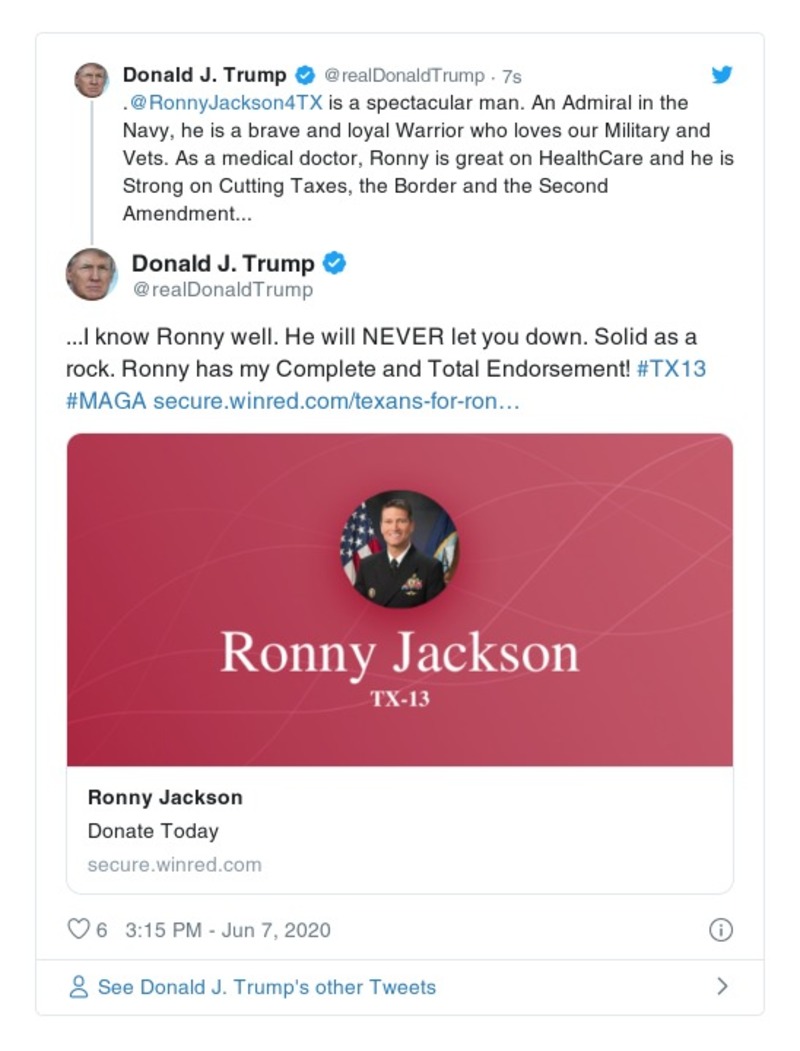 Donald J. Trump @realDonaldTrump · 7s
.@RonnyJackson4TX is a spectacular man. An Admiral in the
Navy, he is a brave and loyal Warrior who loves our Military and
Vets. As a medical doctor, Ronny is great on HealthCare and he is
Strong on Cutting Taxes, the Border and the Second
Amendment...
Donald J. Trump
@realDonaldTrump
...I know Ronny well. He will NEVER let you down. Solid as a
rock. Ronny has my Complete and Total Endorsement! #TX13
#MAGA secure.winred.com/texans-for-ron…
Ronny Jackson
TX-13
Ronny Jackson
Donate Today
secure.winred.com
6 3:15 PM - Jun 7, 2020
See Donald J. Trump's other Tweets